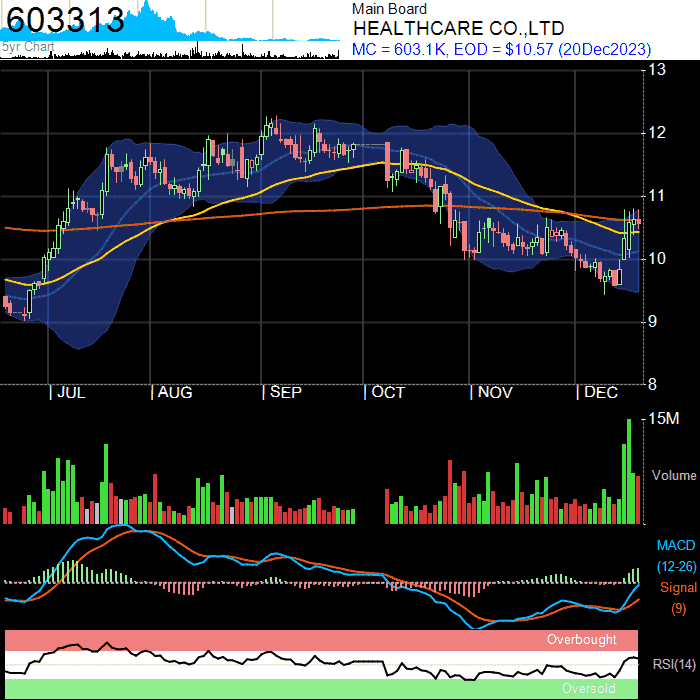 603313
5yr Chart
Main Board
HEALTHCARE CO.,LTD
MC = 603.1K, EOD = $10.57 (20Dec2023)
13
12
11
10
9
8
| JUL | AUG | SEP | OCT | NOV | DEC
15M
Volume
MACD
(12-26)
Signal
(9)
Overbought
RSI(14)
Oversold